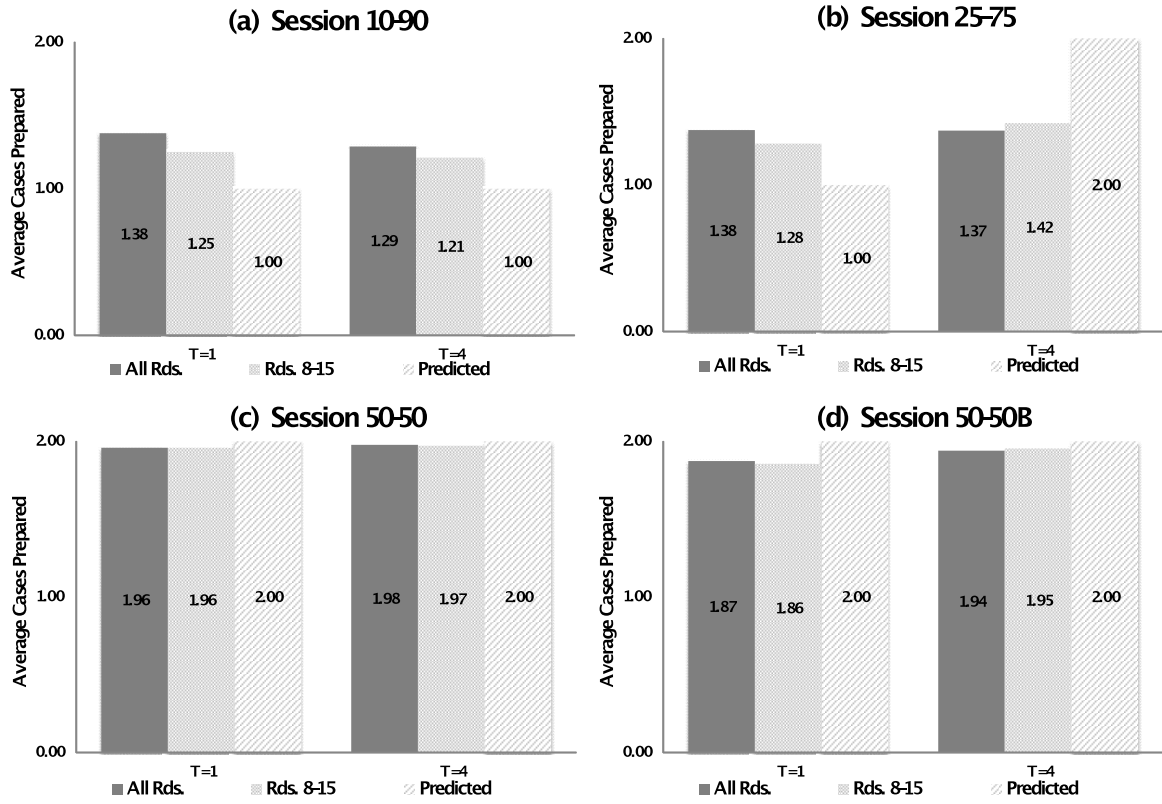 (a) Session 10-90
Average Cases Prepared
2.00
1.00
0.00
1.38
1.25
1.00
1.29
1.21
1.00
T=1
T=4
All Rds.
Rds. 8-15
Predicted
(b) Session 25-75
Average Cases Prepared
2.00
1.00
0.00
1.38
1.28
1.00
1.37
1.42
2.00
T=1
T=4
All Rds.
Rds. 8-15
Predicted
(c) Session 50-50
Average Cases Prepared
2.00
1.00
0.00
1.96
1.96
2.00
1.98
1.97
2.00
T=1
T=4
All Rds.
Rds. 8-15
Predicted
(d) Session 50-50B
Average Cases Prepared
2.00
1.00
0.00
1.87
1.86
2.00
1.94
1.95
2.00
T=1
T=4
All Rds.
Rds. 8-15
Predicted